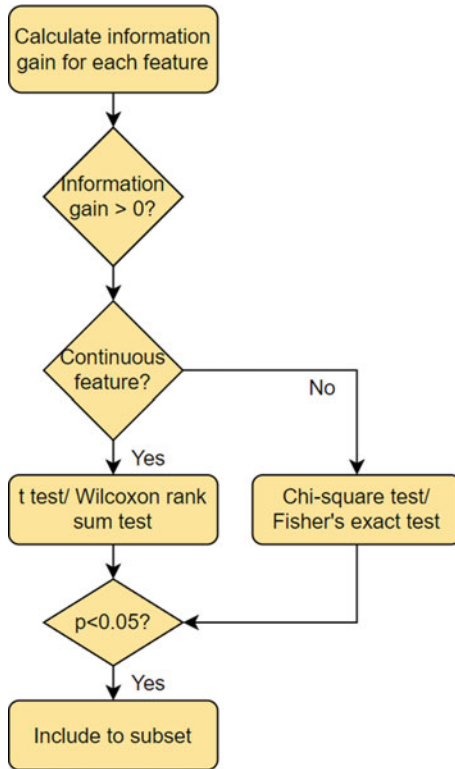 Calculate information
gain for each feature
Information
gain > 0?
Continuous
feature?
No
Yes
t test/ Wilcoxon rank
sum test
Chi-square test/
Fisher's exact test
p<0.05?
Yes
Include to subset